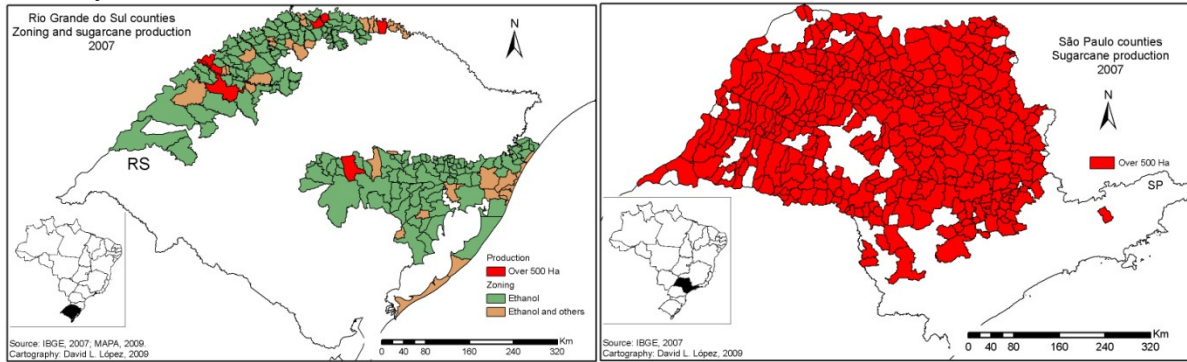 Rio Grande do Sul counties
Zoning and sugarcane production
2007
N
RS
Production
Over 500 Ha
Zoning
Ethanol
Ethanol and others
Source: IBGE, 2007; MAPA, 2009.
Cartography: David L. López, 2009
Km
0 20 40 80 160 240 320
São Paulo counties
Sugarcane production
2007
N
Over 500 Ha
SP
Source: IBGE, 2007
Cartography: David L. López, 2009
Km
0 20 40 80 160 240 320